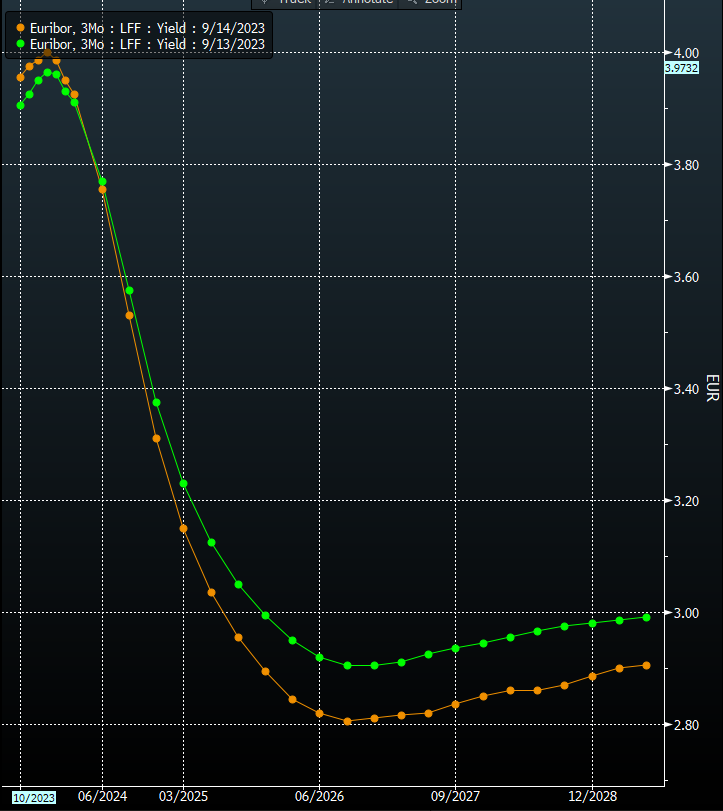 Track Annotate Zoom
Euribor, 3Mo : LFF : Yield : 9/14/2023
Euribor, 3Mo : LFF : Yield : 9/13/2023
4.00
3.9732
3.80
3.60
3.40
EUR
3.20
3.00
2.80
10/2023 06/2024 03/2025 06/2026 09/2027 12/2028